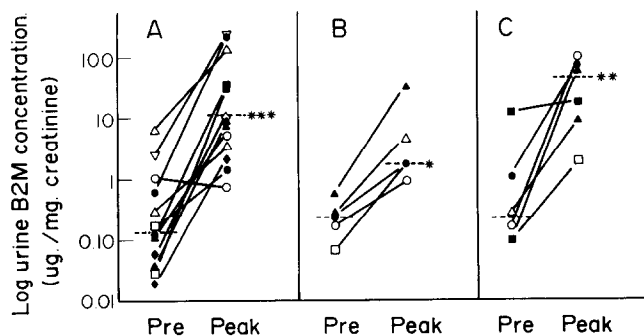 Log urine B2M concentration
(ug./mg. creatinine)
100
10
1
0.10
0.01
A
B
C
***
*
**
Pre
Peak
Pre
Peak
Pre
Peak